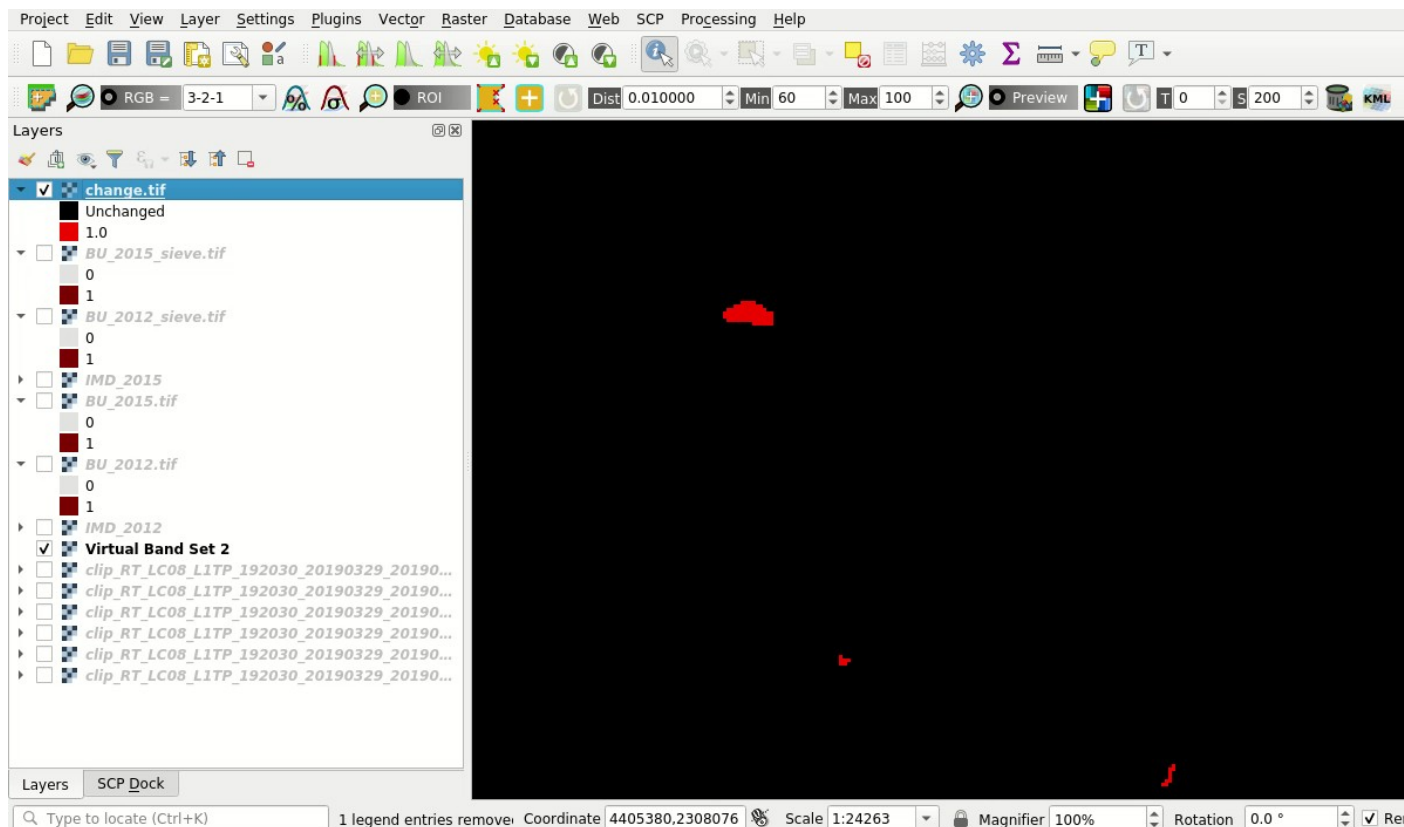 Project Edit View Layer Settings Plugins Vector Raster Database Web SCP Processing Help
RGB = 3-2-1 ROI Dist 0.010000 Min 60 Max 100 Preview T 0 S 200 KML
Layers
change.tif
Unchanged
1.0
BU_2015_sieve.tif
0
1
BU_2012_sieve.tif
0
1
IMD_2015
BU_2015.tif
0
1
BU_2012.tif
0
1
IMD_2012
Virtual Band Set 2
clip_RT_LC08_L1TP_192030_20190329_20190...
clip_RT_LC08_L1TP_192030_20190329_20190...
clip_RT_LC08_L1TP_192030_20190329_20190...
clip_RT_LC08_L1TP_192030_20190329_20190...
clip_RT_LC08_L1TP_192030_20190329_20190...
clip_RT_LC08_L1TP_192030_20190329_20190...
Layers SCP Dock
Type to locate (Ctrl+K) 1 legend entries remove Coordinate 4405380,2308076 Scale 1:24263 Magnifier 100% Rotation 0.0 °